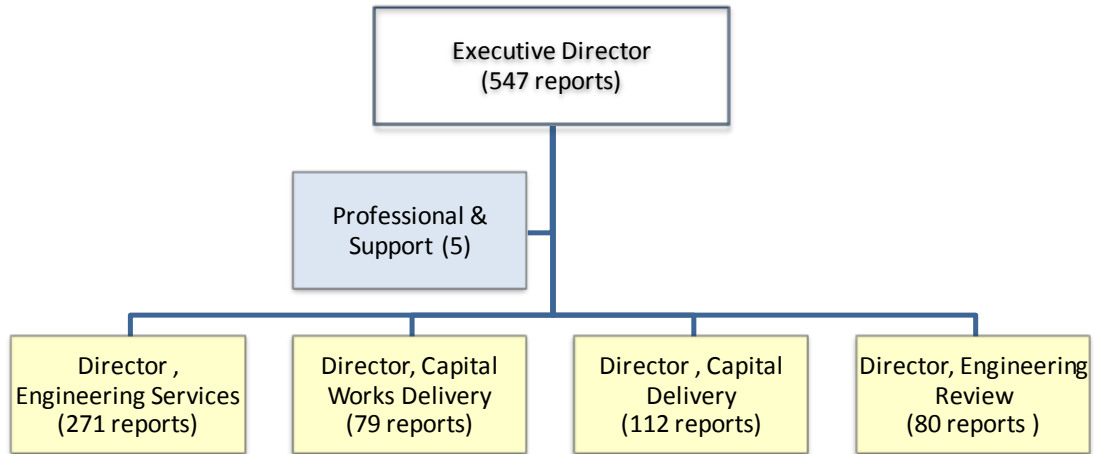 Executive Director
(547 reports)
Professional &
Support (5)
Director ,
Engineering Services
(271 reports)
Director, Capital
Works Delivery
(79 reports)
Director , Capital
Delivery
(112 reports)
Director, Engineering
Review
(80 reports )